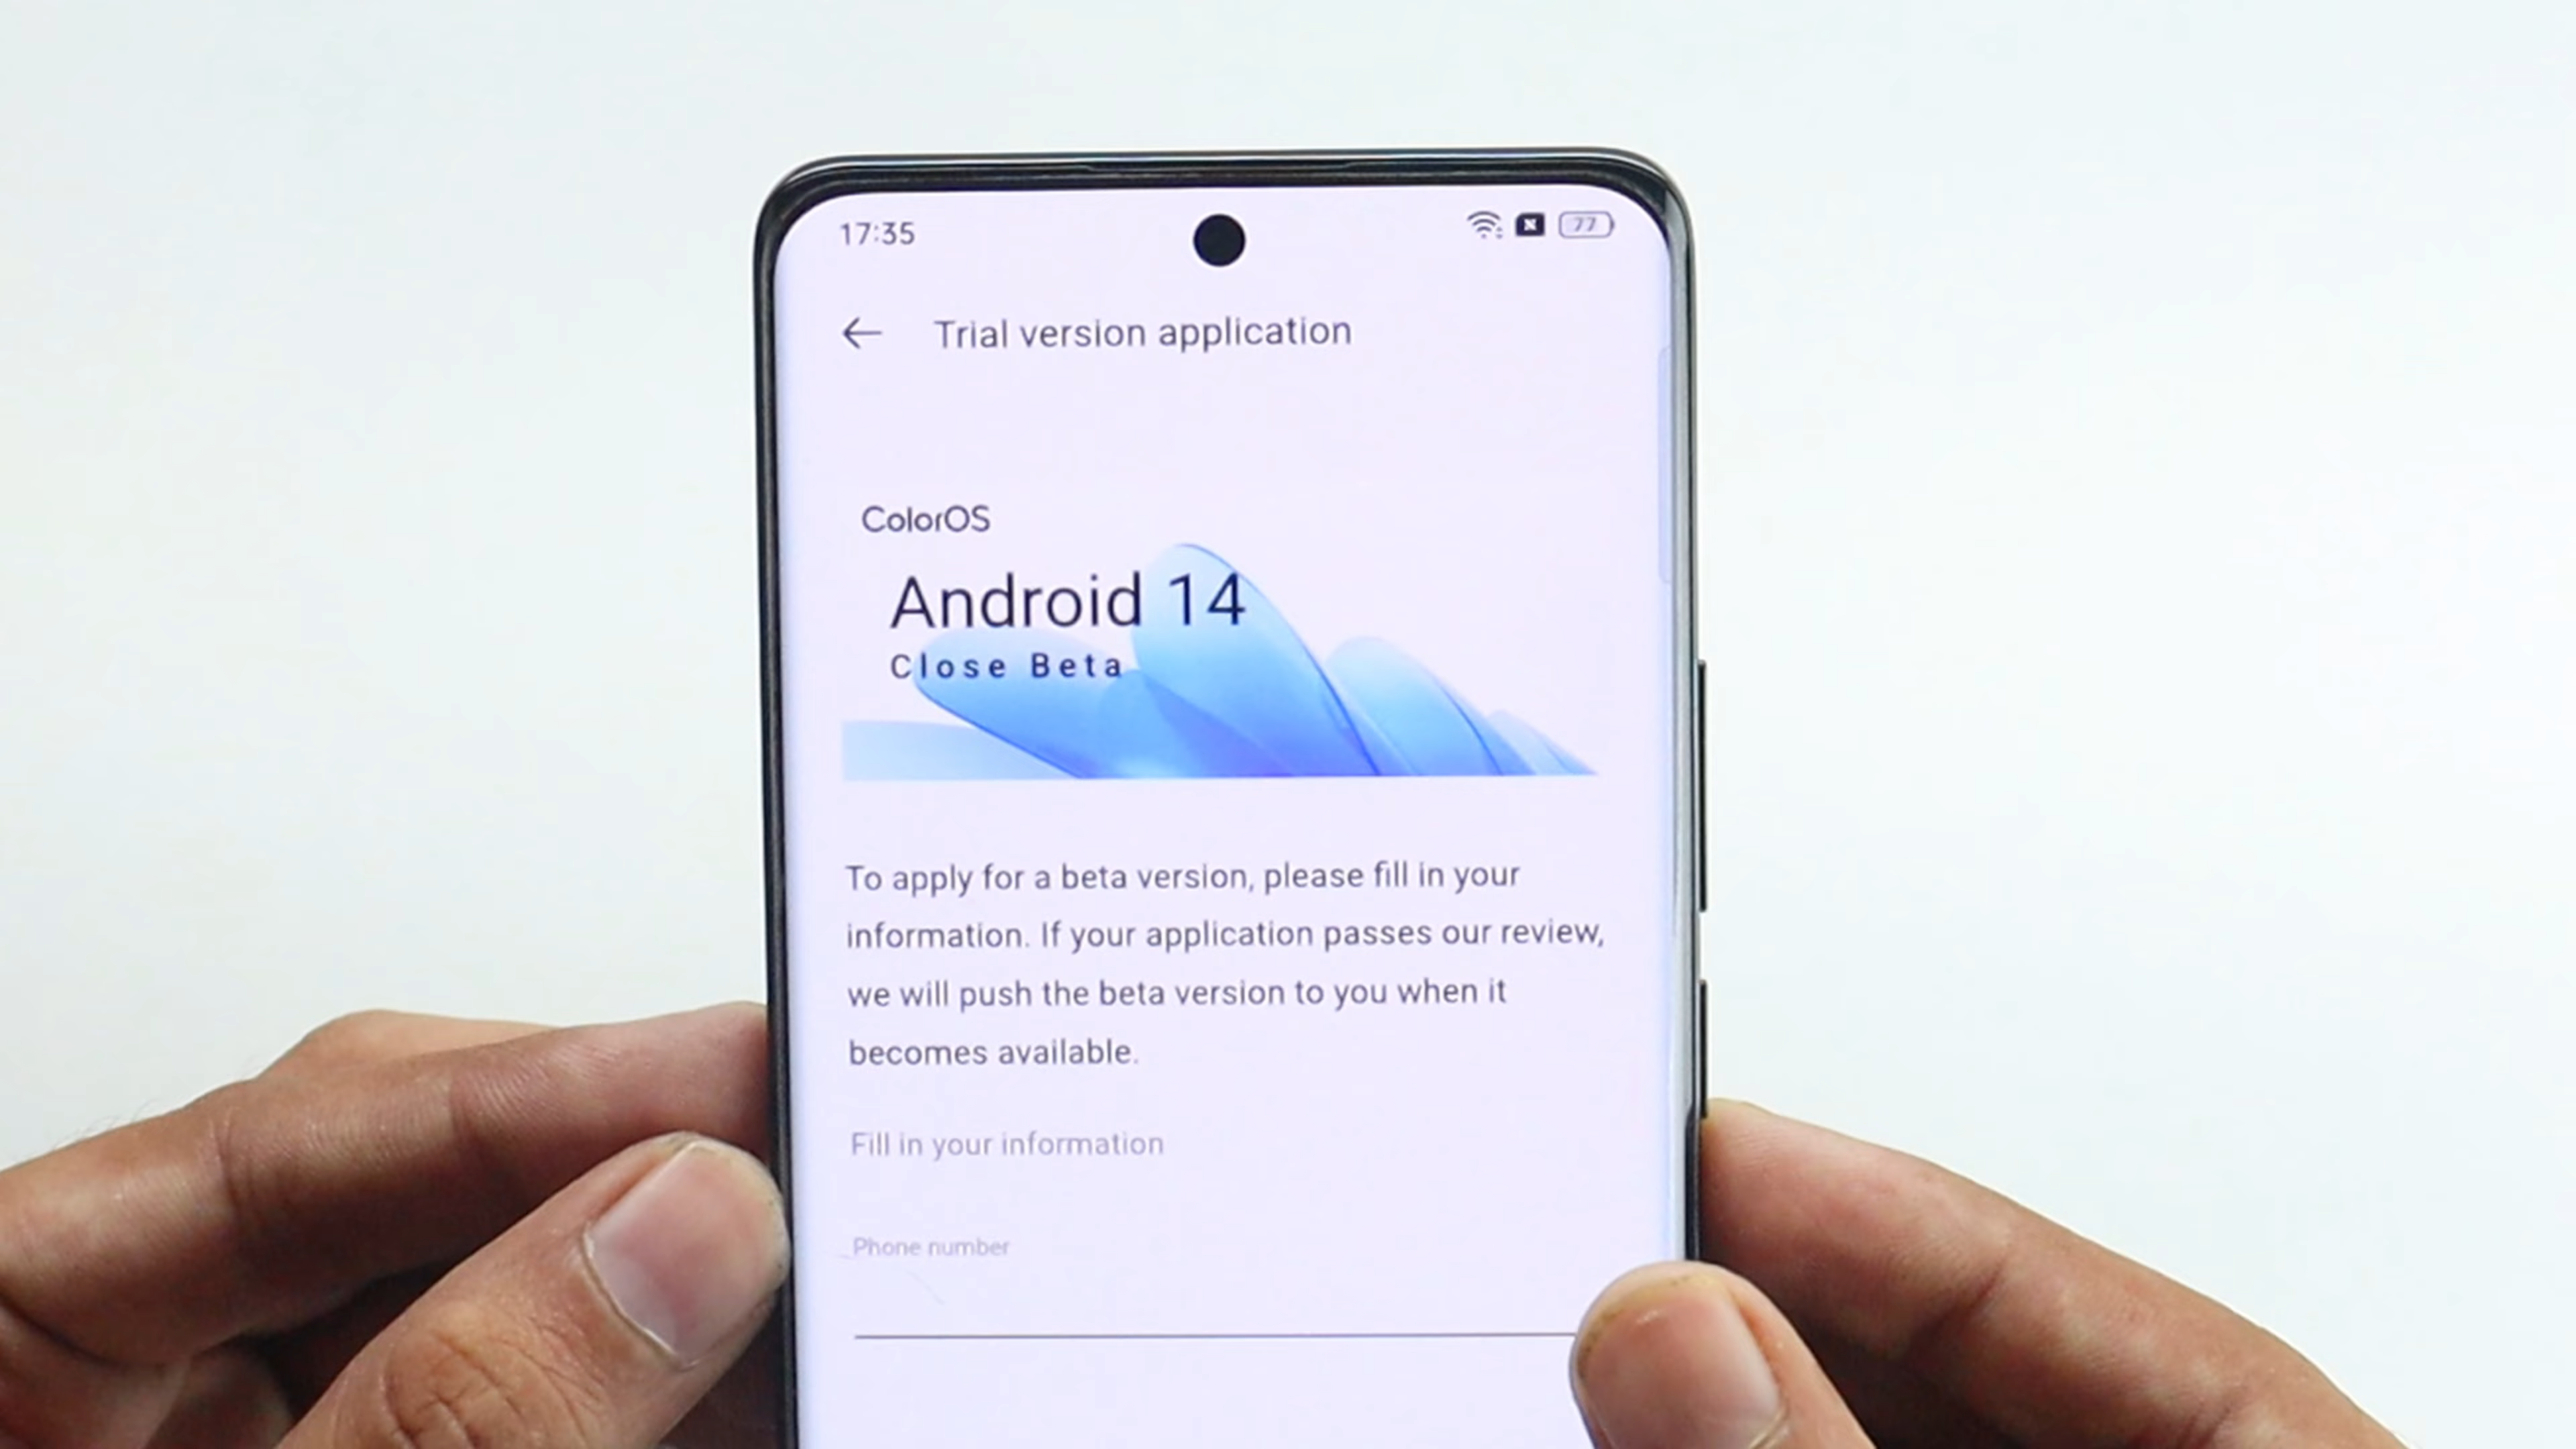 17:35
77
Trial version application
ColorOS
Android 14
Close Beta
To apply for a beta version, please fill in your
information. If your application passes our review,
we will push the beta version to you when it
becomes available.
Fill in your information
Phone number